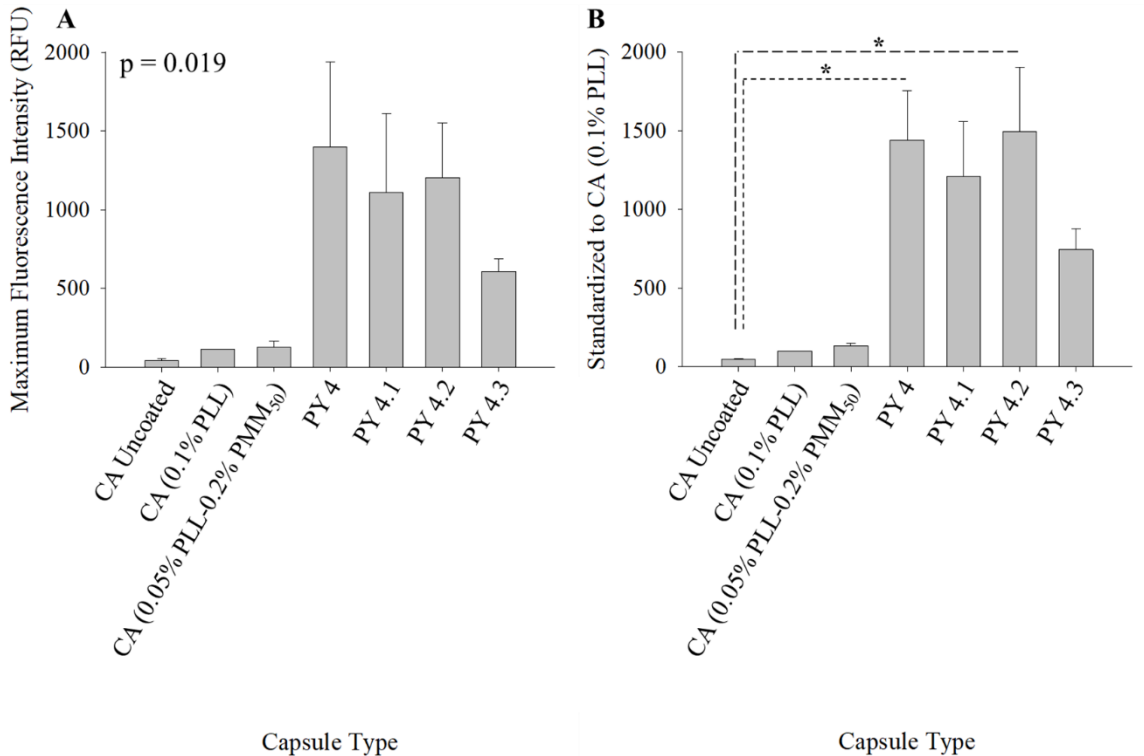 A
Maximum Fluorescence Intensity (RFU)
2000
1500
1000
500
0
p = 0.019
CA Uncoated
CA (0.1% PLL)
CA (0.05% PLL-0.2% PMM₅₀)
PY 4
PY 4.1
PY 4.2
PY 4.3
Capsule Type
B
Standardized to CA (0.1% PLL)
2000
1500
1000
500
0
*
*
CA Uncoated
CA (0.1% PLL)
CA (0.05% PLL-0.2% PMM₅₀)
PY 4
PY 4.1
PY 4.2
PY 4.3
Capsule Type